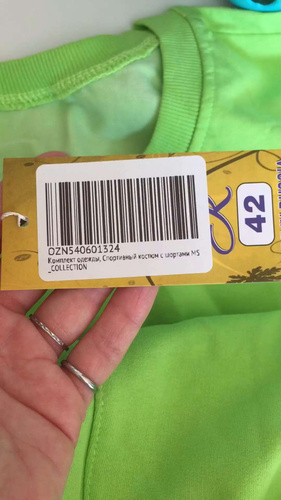 OZN540601324
Комплект одежды, Спортивный костюм с шортами MS
_COLLECTION
42